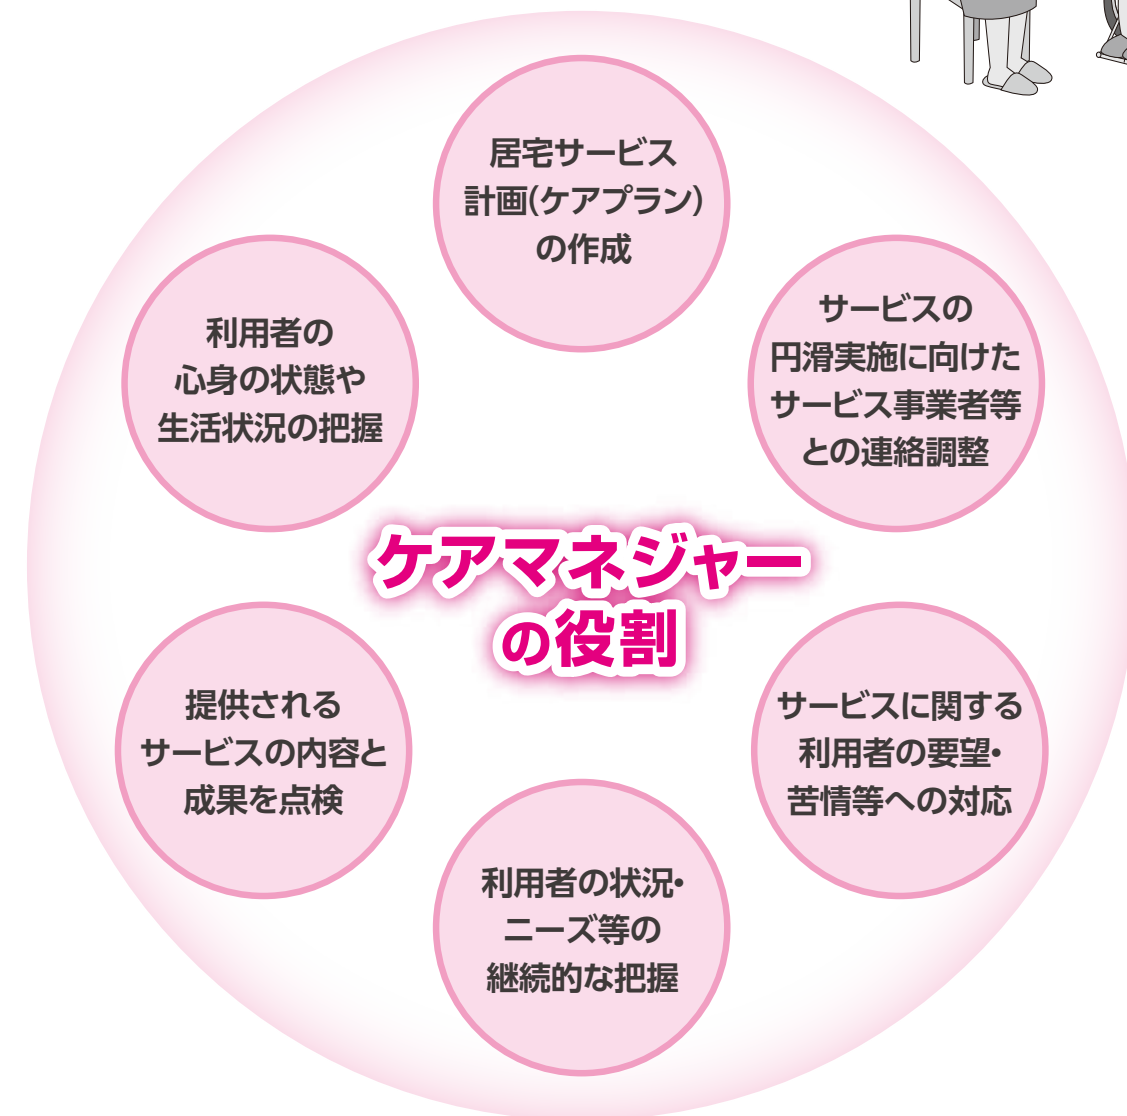 居宅サービス
計画(ケアプラン)
の作成
利用者の
心身の状態や
生活状況の把握
サービスの
円滑実施に向けた
サービス事業者等
との連絡調整
ケアマネジャー
の役割
提供される
サービスの内容と
成果を点検
サービスに関する
利用者の要望・
苦情等への対応
利用者の状況・
ニーズ等の
継続的な把握